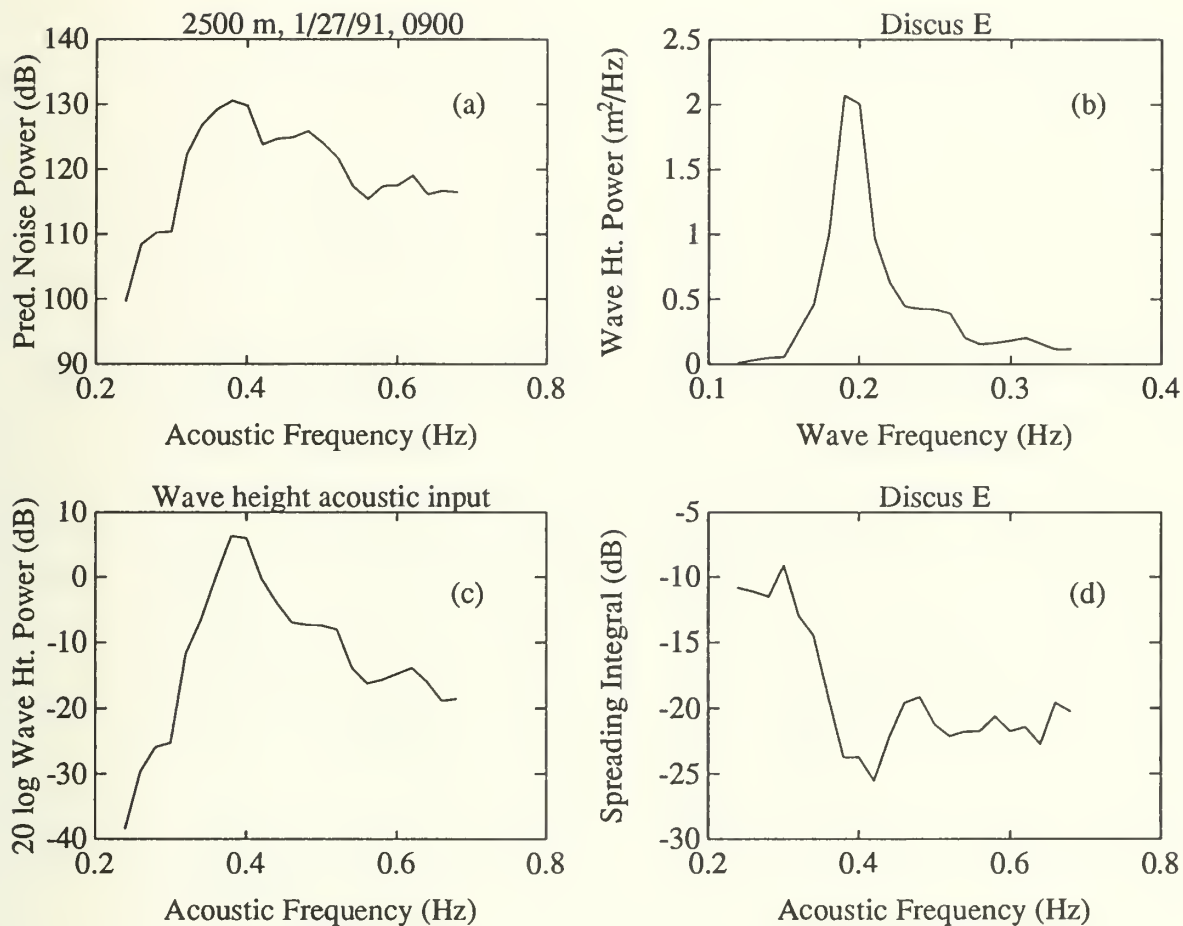 2500 m, 1/27/91, 0900
140
130
120
110
100
90
Pred. Noise Power (dB)
(a)
0.2
0.4
0.6
0.8
Acoustic Frequency (Hz)
Discus E
2.5
2
1.5
1
0.5
0
Wave Ht. Power (m²/Hz)
(b)
0.1
0.2
0.3
0.4
Wave Frequency (Hz)
Wave height acoustic input
10
0
-10
-20
-30
-40
20 log Wave Ht. Power (dB)
(c)
0.2
0.4
0.6
0.8
Acoustic Frequency (Hz)
Discus E
-5
-10
-15
-20
-25
-30
Spreading Integral (dB)
(d)
0.2
0.4
0.6
0.8
Acoustic Frequency (Hz)